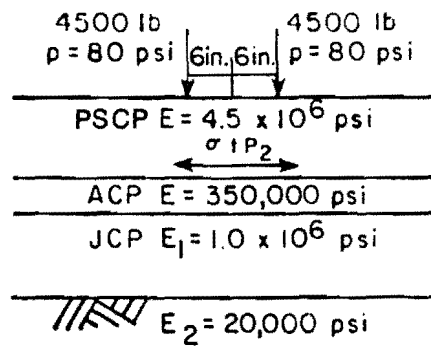 4500 lb 4500 lb
p = 80 psi 6in. 6in. p = 80 psi
PSCP E = 4.5 x 10⁶ psi
σ t P₂
ACP E = 350,000 psi
JCP E₁ = 1.0 x 10⁶ psi
E₂ = 20,000 psi